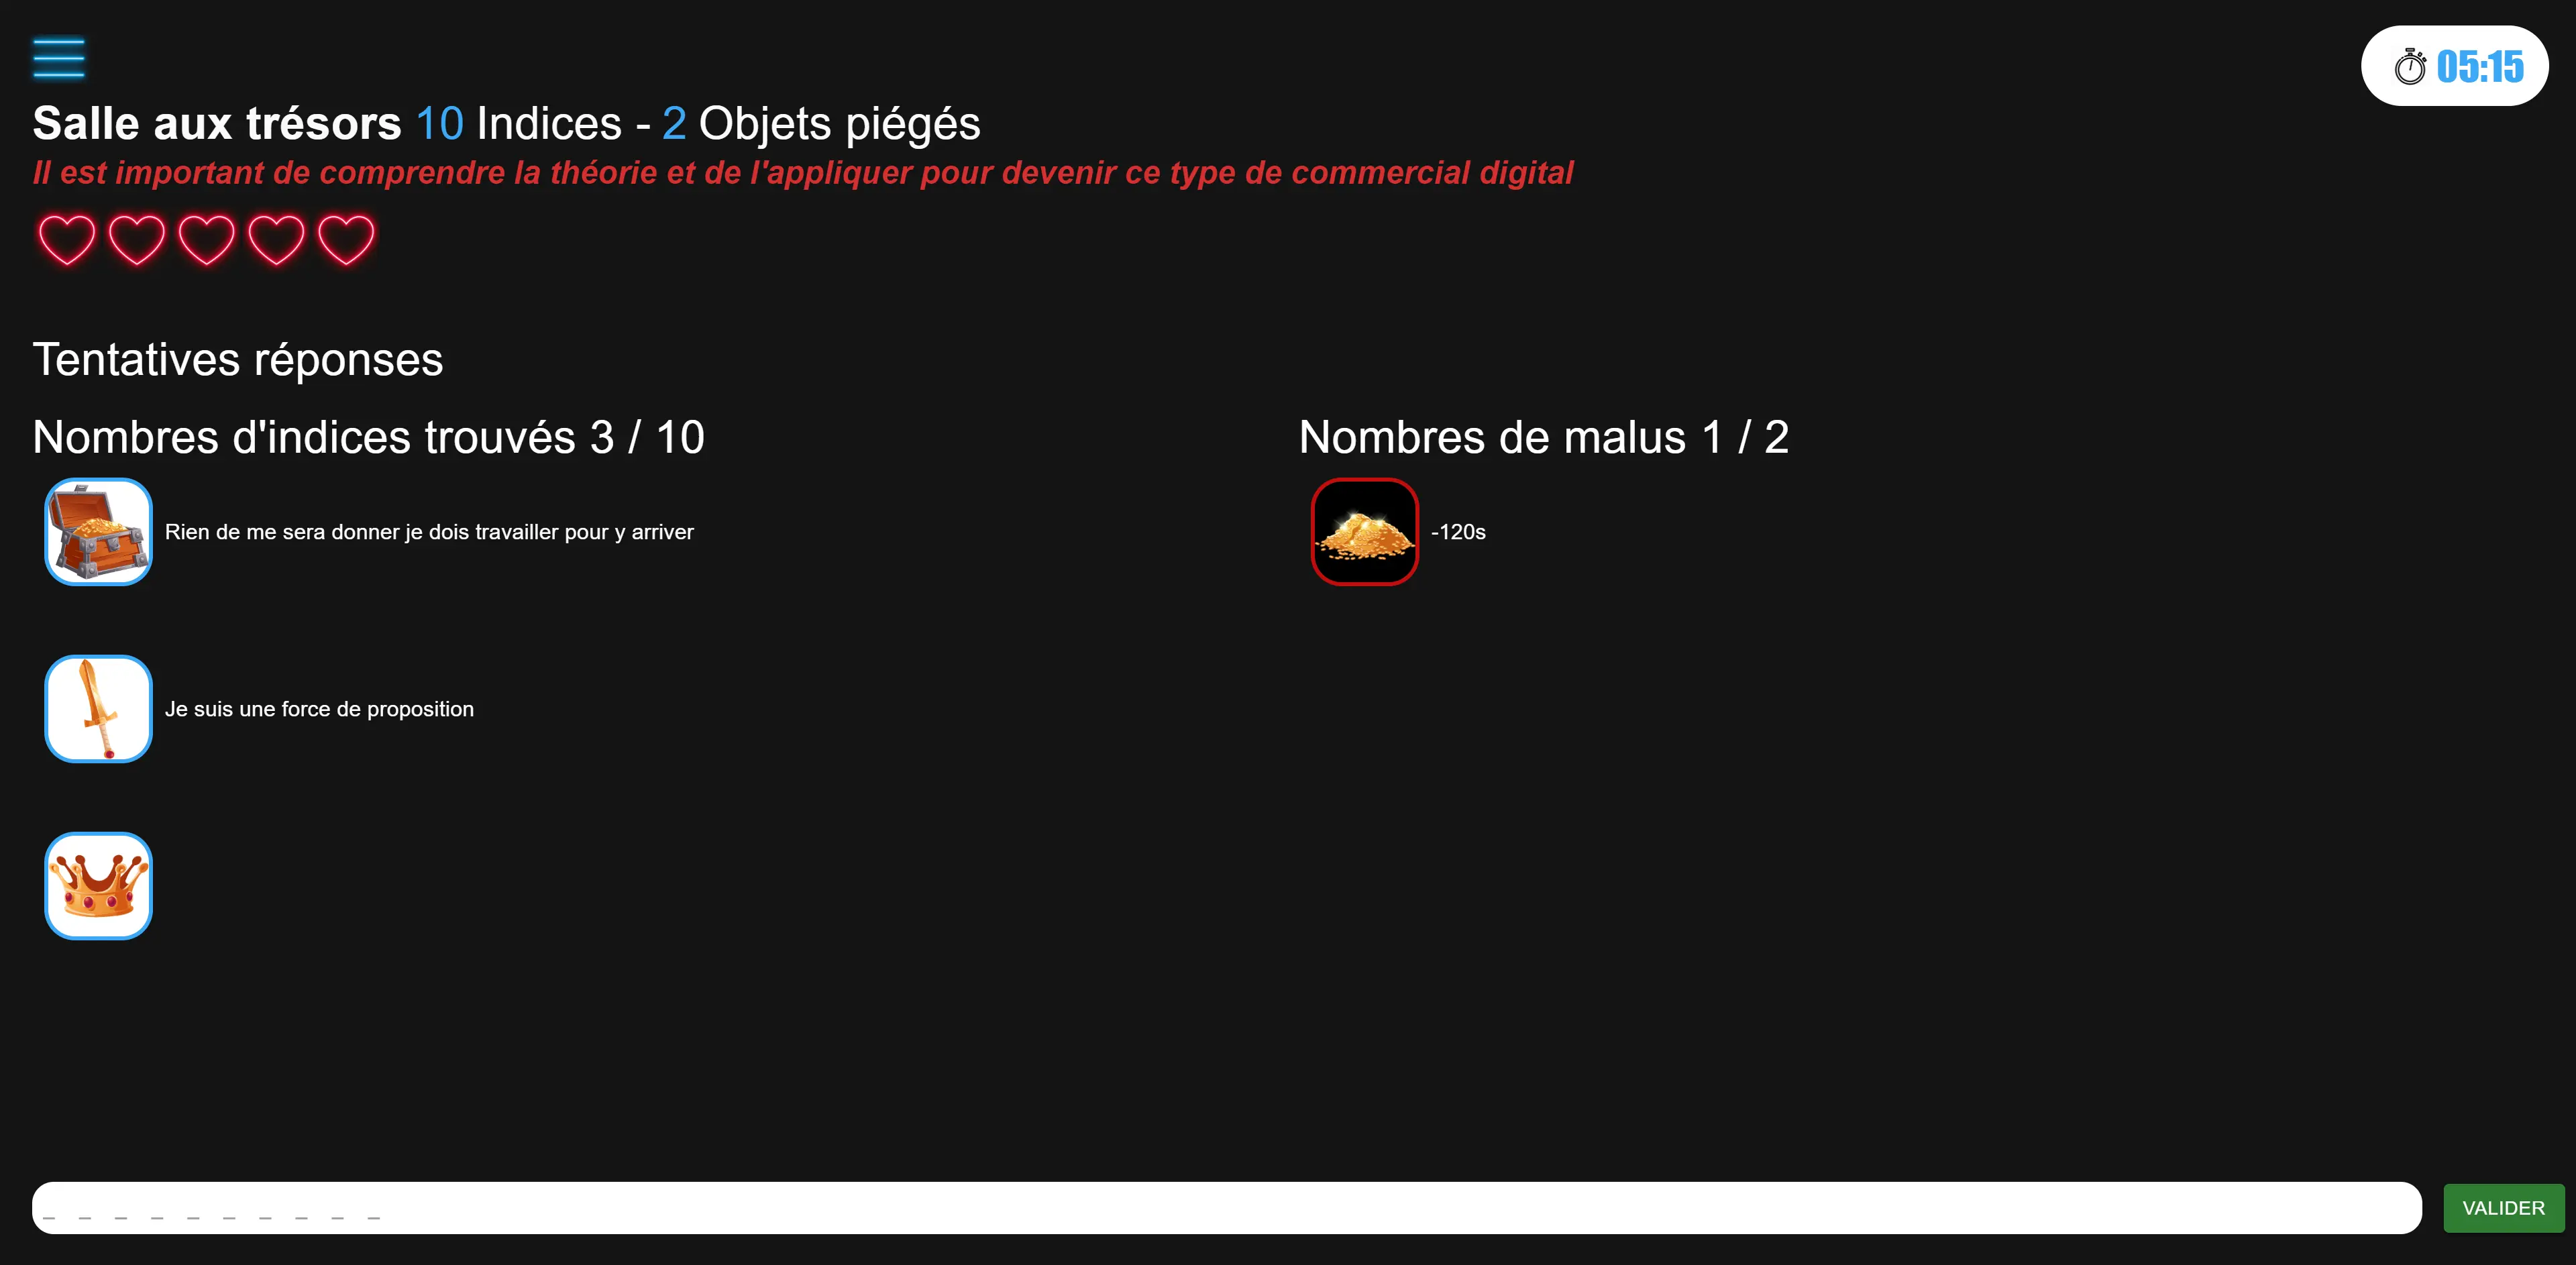 05:15
Salle aux trésors 10 Indices - 2 Objets piégés
Il est important de comprendre la théorie et de l'appliquer pour devenir ce type de commercial digital
Tentatives réponses
Nombres d'indices trouvés 3 / 10
Rien de me sera donner je dois travailler pour y arriver
Je suis une force de proposition
Nombres de malus 1 / 2
-120s
_ _ _ _ _ _ _ _ _ _
VALIDER